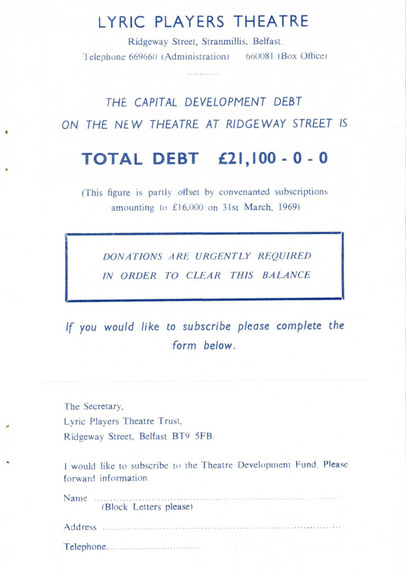 LYRIC PLAYERS THEATRE
Ridgeway Street, Stranmillis, Belfast.
Telephone 669660 (Administration) 660081 (Box Office)
THE CAPITAL DEVELOPMENT DEBT
ON THE NEW THEATRE AT RIDGEWAY STREET IS
TOTAL DEBT £21,100 - 0 - 0
(This figure is partly offset by convenanted subscriptions
amounting to £16,000 on 31st March, 1969)
DONATIONS ARE URGENTLY REQUIRED
IN ORDER TO CLEAR THIS BALANCE
If you would like to subscribe please complete the
form below.
The Secretary,
Lyric Players Theatre Trust,
Ridgeway Street, Belfast BT9 5FB
I would like to subscribe to the Theatre Development Fund. Please
forward information
Name
(Block Letters please)
Address
Telephone